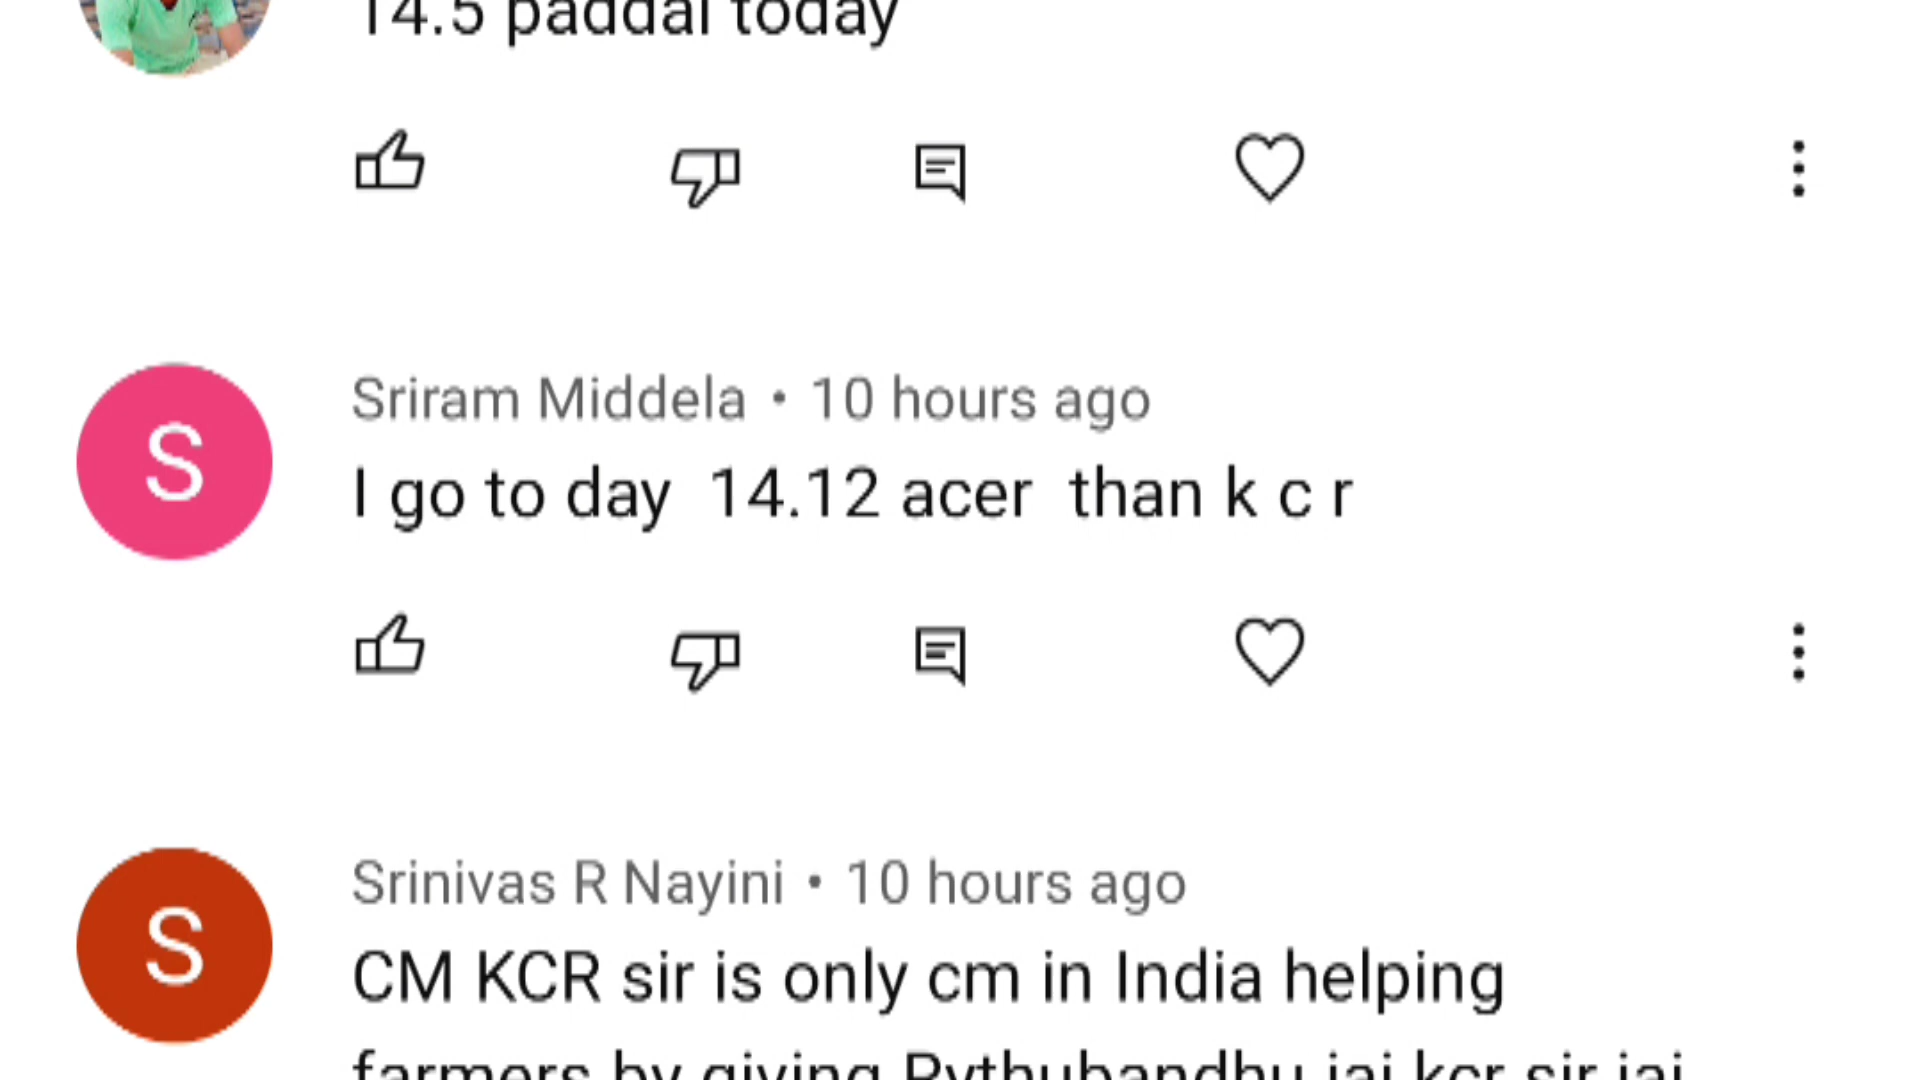 14.5 paddai today
S
Sriram Middela • 10 hours ago
I go to day 14.12 acer than k c r
S
Srinivas R Nayini • 10 hours ago
CM KCR sir is only cm in India helping
farmers by giving Rythubandhu jai kcr sir jai